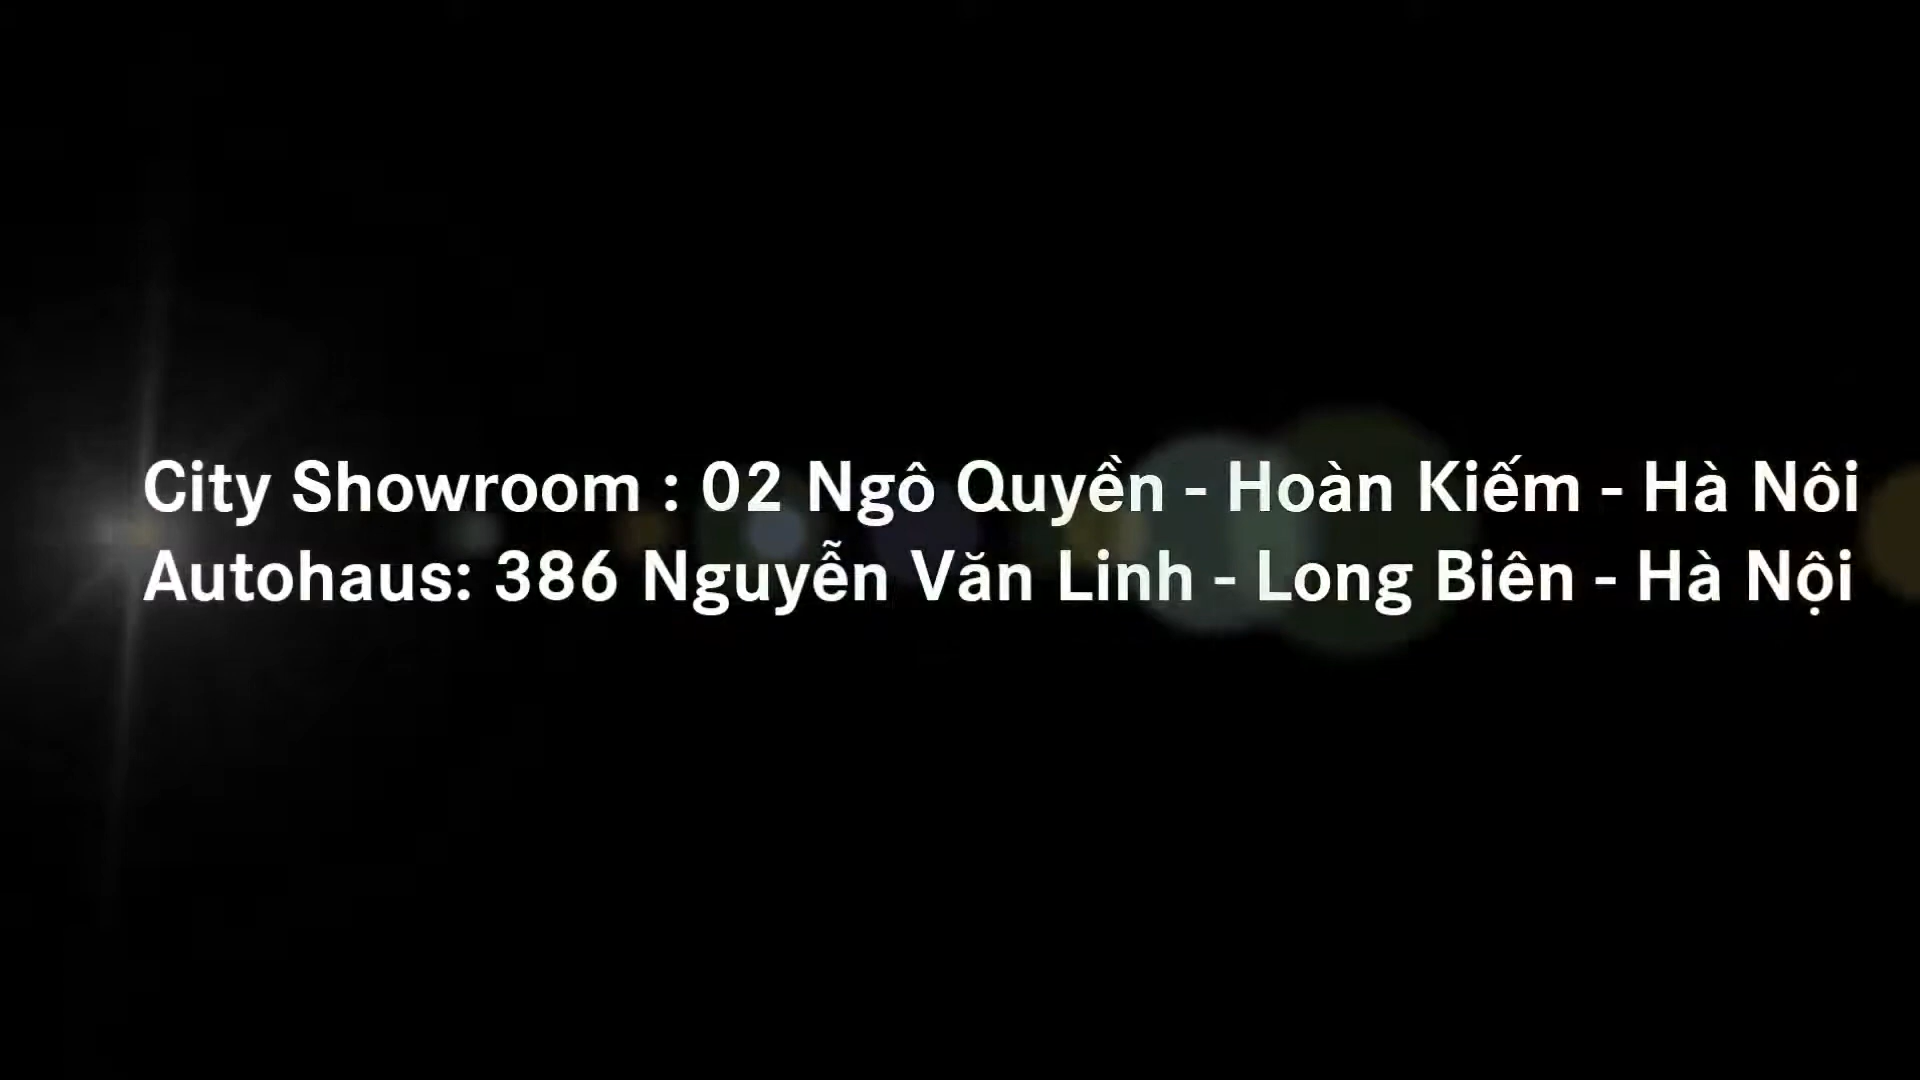 City Showroom : 02 Ngô Quyền - Hoàn Kiếm - Hà Nôi
Autohaus: 386 Nguyễn Văn Linh - Long Biên - Hà Nội